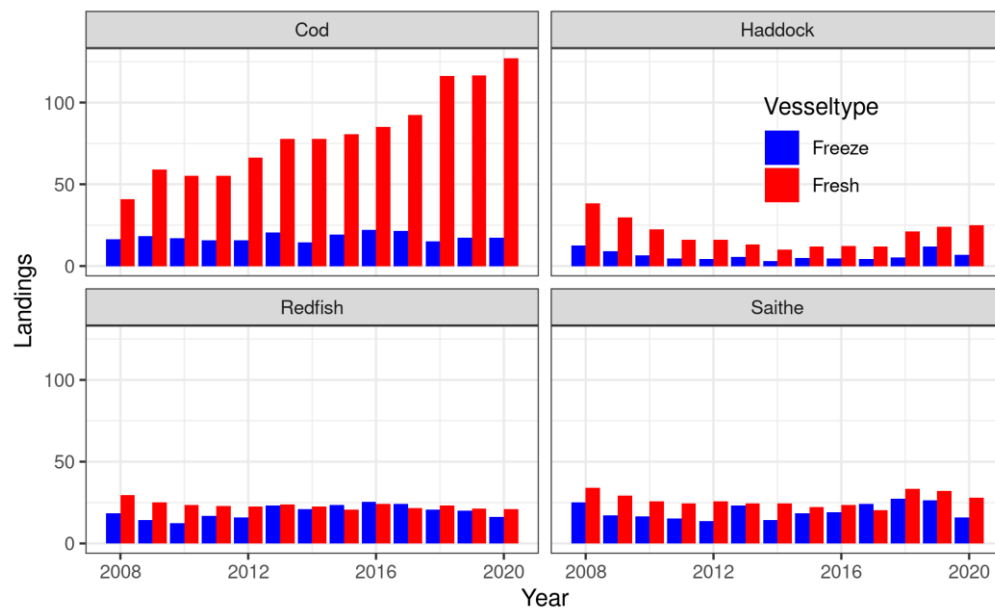 Cod
Haddock
Vesseltype
Freeze
Fresh
100
50
0
Redfish
Saithe
100
50
0
2008 2012 2016 2020 2008 2012 2016 2020
Year
Landings